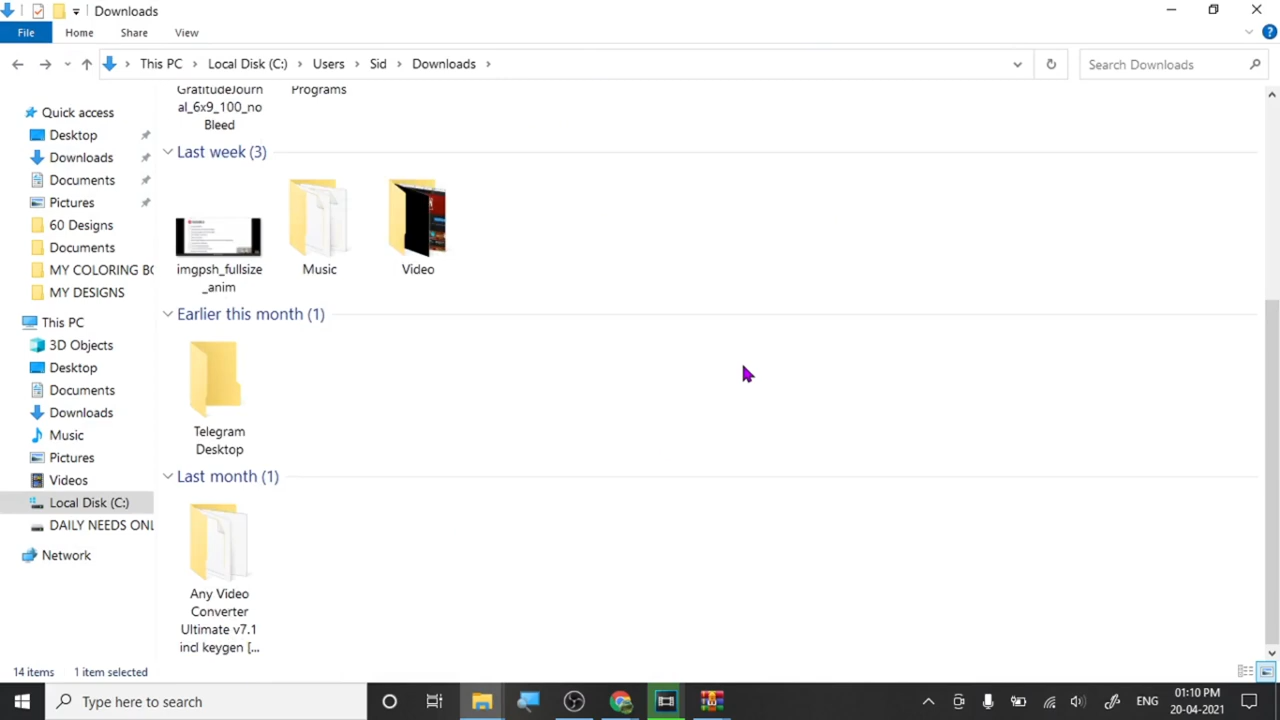 Downloads
File
Home
Share
View
This PC
Local Disk (C:)
Users
Sid
Downloads
Search Downloads
Quick access
Desktop
Downloads
Documents
Pictures
60 Designs
Documents
MY COLORING BC
MY DESIGNS
This PC
3D Objects
Desktop
Documents
Downloads
Music
Pictures
Videos
Local Disk (C:)
DAILY NEEDS ONL
Network
GratitudeJourn
al_6x9_100_no
Bleed
Programs
Last week (3)
imgpsh_fullsize
_anim
Music
Video
Earlier this month (1)
Telegram
Desktop
Last month (1)
Any Video
Converter
Ultimate v7.1
incl keygen [...
14 items
1 item selected
Type here to search
ENG
01:10 PM
20-04-2021